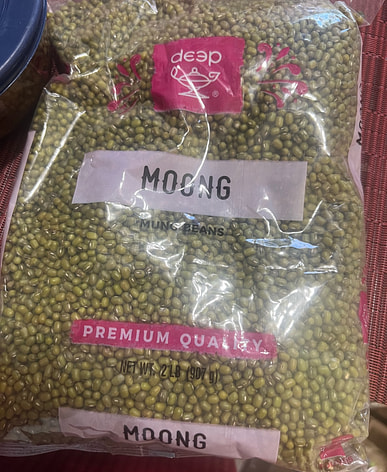 deep
®
MOONG
MUNG BEANS
PREMIUM QUALITY
NET WT. 2 LB (907 g)
MOONG